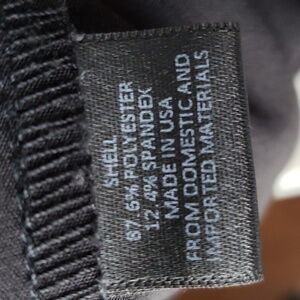 SHELL
87.6% POLYESTER
12.4% SPANDEX
MADE IN USA
FROM DOMESTIC AND
IMPORTED MATERIALS